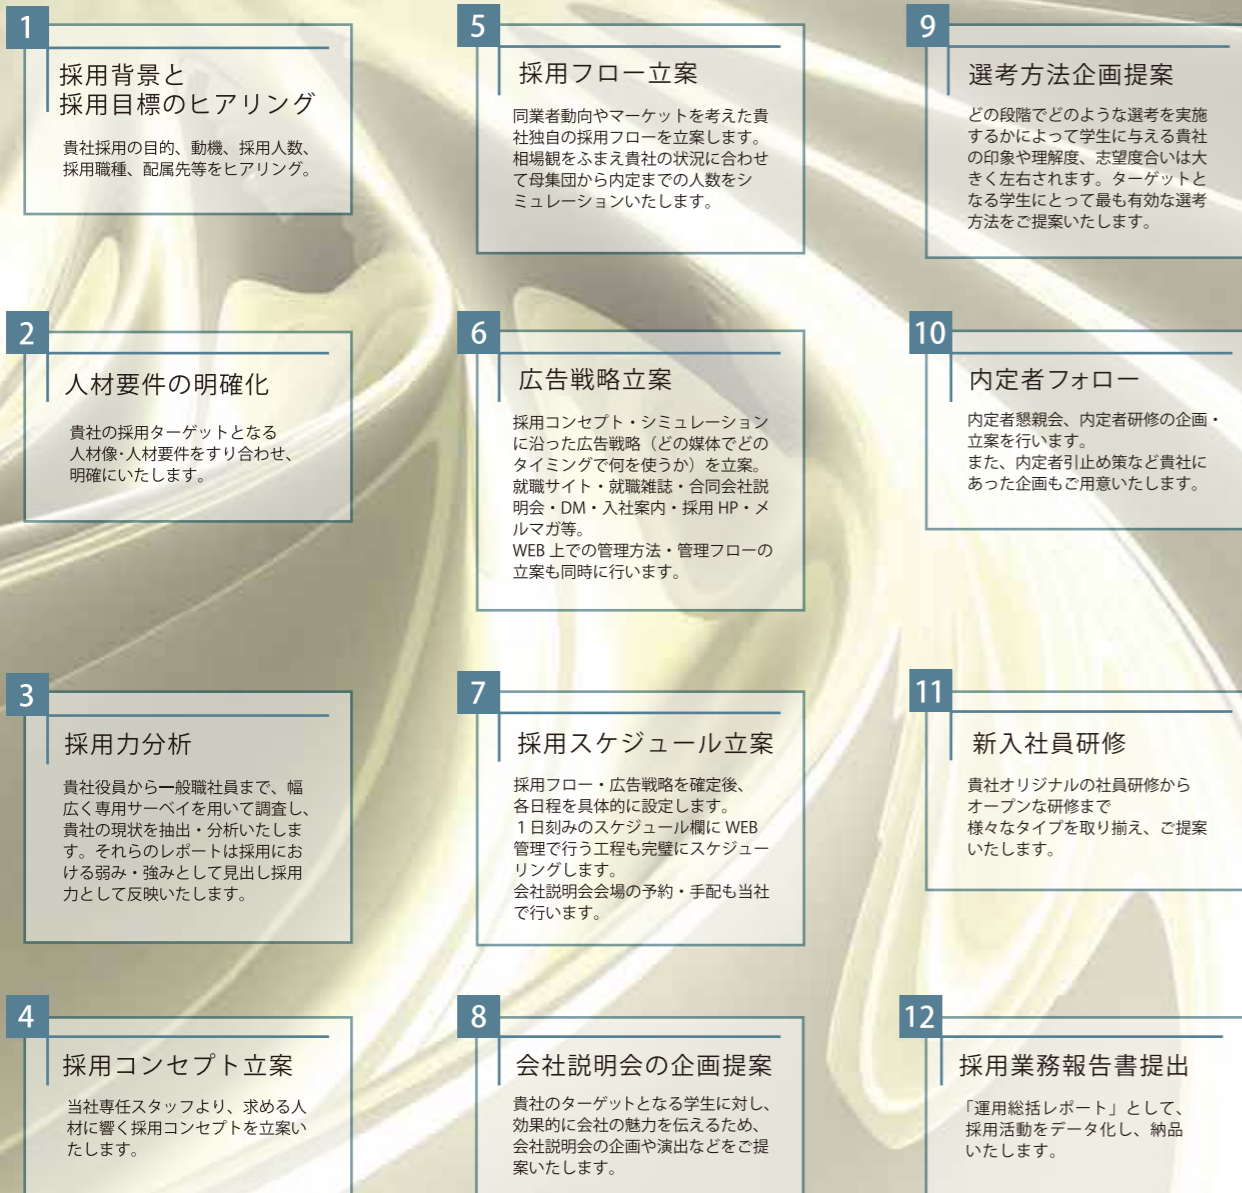 1
採用背景と
採用目標のヒアリング
貴社採用の目的、動機、採用人数、
採用職種、配属先等をヒアリング。
2
人材要件の明確化
貴社の採用ターゲットとなる
人材像・人材要件をすり合わせ、
明確にいたします。
3
採用力分析
貴社役員から一般職社員まで、幅
広く専用サーベイを用いて調査し、
貴社の現状を抽出・分析いたしま
す。それらのレポートは採用にお
ける弱み・強みとして見出し採用
力として反映いたします。
4
採用コンセプト立案
当社専任スタッフより、求める人
材に響く採用コンセプトを立案い
たします。
5
採用フロー立案
同業者動向やマーケットを考えた貴
社独自の採用フローを立案します。
相場観をふまえ貴社の状況に合わせ
て母集団から内定までの人数をシ
ミュレーションいたします。
6
広告戦略立案
採用コンセプト・シミュレーション
に沿った広告戦略（どの媒体でどの
タイミングで何を使うか）を立案。
就職サイト・就職雑誌・合同会社説
明会・DM・入社案内・採用 HP・メ
ルマガ等。
WEB 上での管理方法・管理フローの
立案も同時に行います。
7
採用スケジュール立案
採用フロー・広告戦略を確定後、
各日程を具体的に設定します。
１日刻みのスケジュール欄に WEB
管理で行う工程も完璧にスケジュー
リングします。
会社説明会会場の予約・手配も当社
で行います。
8
会社説明会の企画提案
貴社のターゲットとなる学生に対し、
効果的に会社の魅力を伝えるため、
会社説明会の企画や演出などをご提
案いたします。
9
選考方法企画提案
どの段階でどのような選考を実施
するかによって学生に与える貴社
の印象や理解度、志望度合いは大
きく左右されます。ターゲットと
なる学生にとって最も有効な選考
方法をご提案いたします。
10
内定者フォロー
内定者懇親会、内定者研修の企画・
立案を行います。
また、内定者引止め策など貴社に
あった企画もご用意いたします。
11
新入社員研修
貴社オリジナルの社員研修から
オープンな研修まで
様々なタイプを取り揃え、ご提案
いたします。
12
採用業務報告書提出
「運用総括レポート」として、
採用活動をデータ化し、納品
いたします。